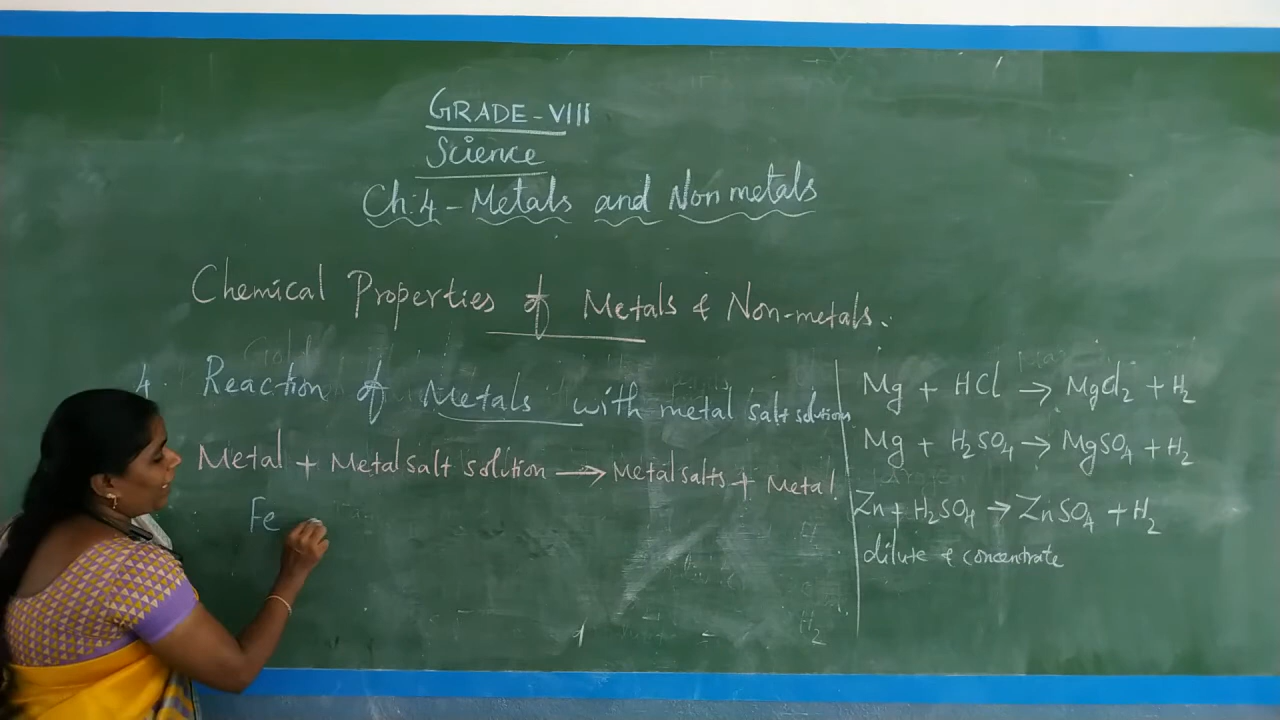 GRADE-VIII
Science
Ch:4-Metals and Nonmetals
Chemical Properties of Metals & Non-metals.
4. Reaction of Metals with metal salt solution
Metal + Metal salt solution → Metal salts + Metal.
Fe
Mg + HCl → MgCl₂ + H₂
Mg + H₂SO₄ → MgSO₄ + H₂
Zn + H₂SO₄ → ZnSO₄ + H₂
dilute & concentrate
H₂